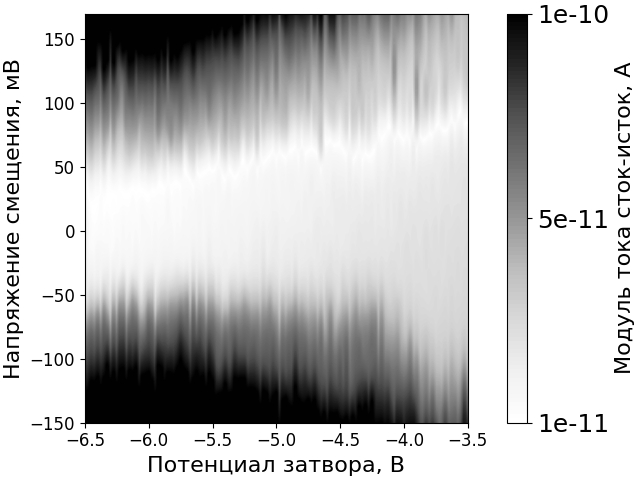 Напряжение смещения, мВ
150
100
50
0
−50
−100
−150
−6.5 −6.0 −5.5 −5.0 −4.5 −4.0 −3.5
Потенциал затвора, В
1e-10
5e-11
1e-11
Модуль тока сток-исток, А